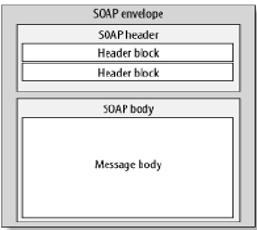 SOAP envelope
SOAP header
Header block
Header block
SOAP body
Message body